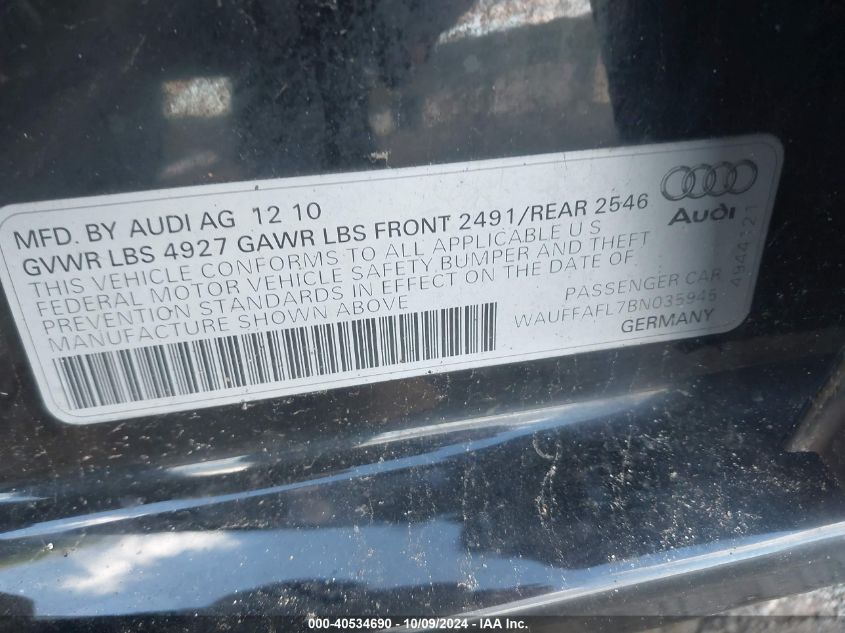 MFD. BY AUDI AG 12 10
GVWR LBS 4927 GAWR LBS FRONT 2491/REAR 2546
THIS VEHICLE CONFORMS TO ALL APPLICABLE U S
FEDERAL MOTOR VEHICLE SAFETY BUMPER AND THEFT
PREVENTION STANDARDS IN EFFECT ON THE DATE OF
MANUFACTURE SHOWN ABOVE
PASSENGER CAR
WAUFFAFL7BN035945
GERMANY
Audi
000-40534690 - 10/09/2024 - IAA Inc.